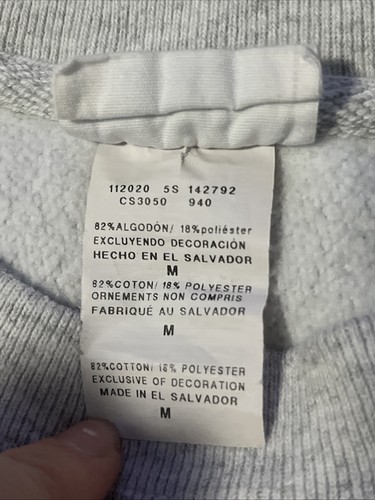 112020 5S 142792
CS3050 940
82%ALGODÓN/ 18%poliéster
EXCLUYENDO DECORACIÓN
HECHO EN EL SALVADOR
M
82%COTON/ 18% POLYESTER
ORNEMENTS NON COMPRIS
FABRIQUÉ AU SALVADOR
M
82%COTTON/ 18% POLYESTER
EXCLUSIVE OF DECORATION
MADE IN EL SALVADOR
M